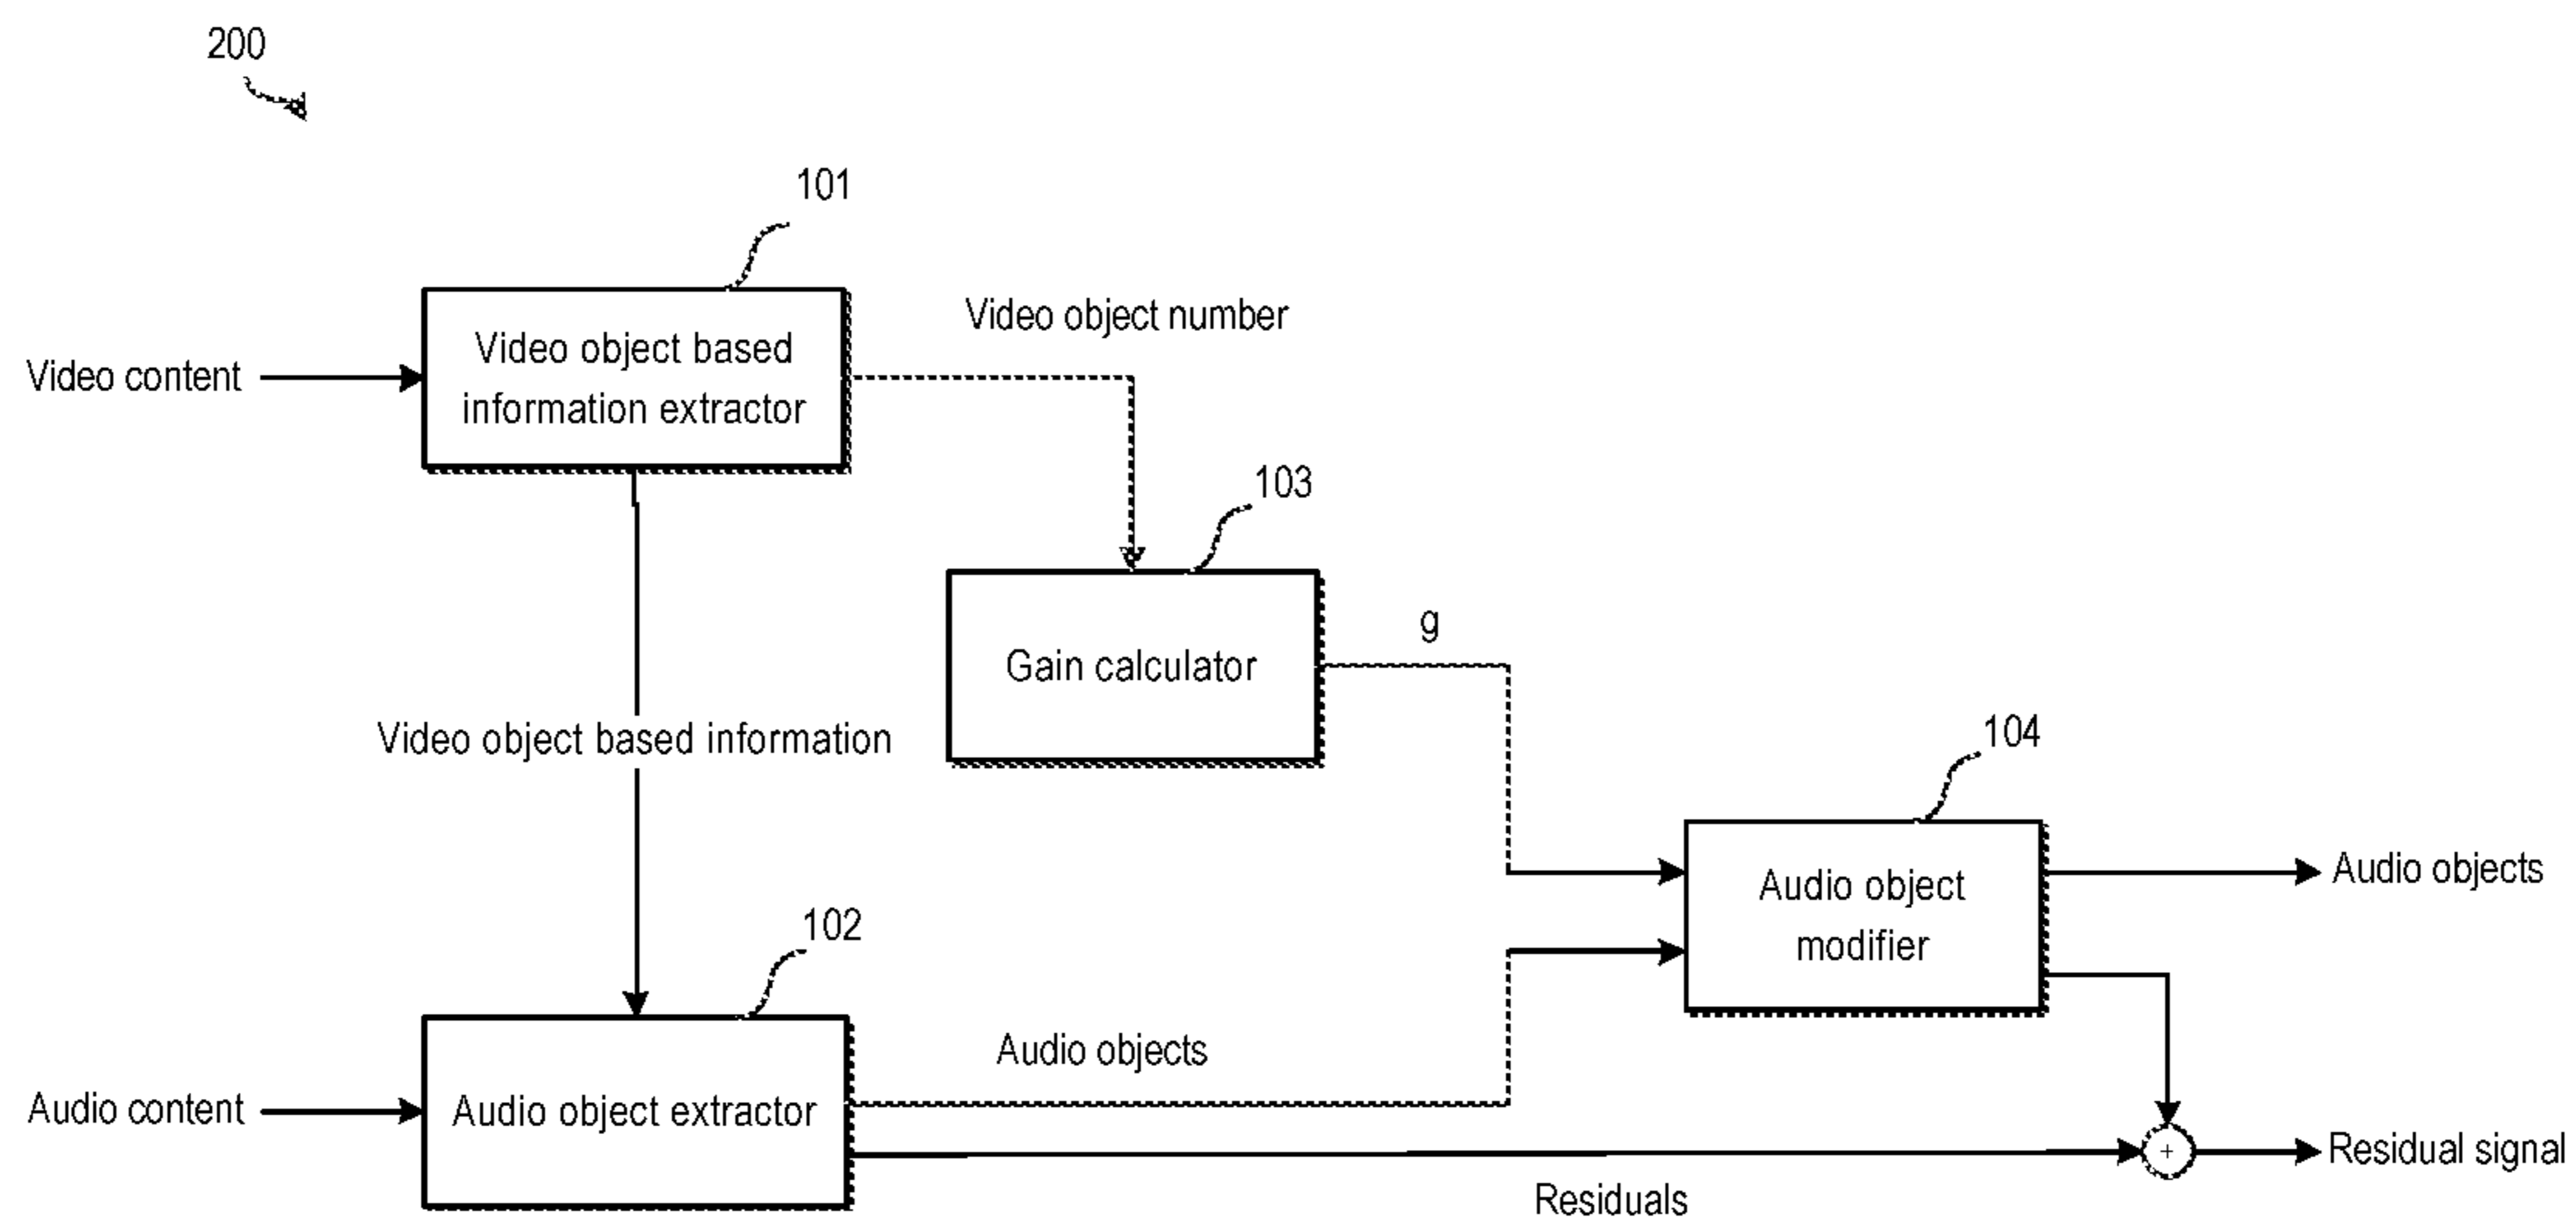 200
101
Video object number
Video object based
information extractor
Video content
103
g
Gain calculator
Video object based information
104
Audio object
modifier
Audio objects
102
Audio objects
Audio content
Audio object extractor
+
Residual signal
Residuals